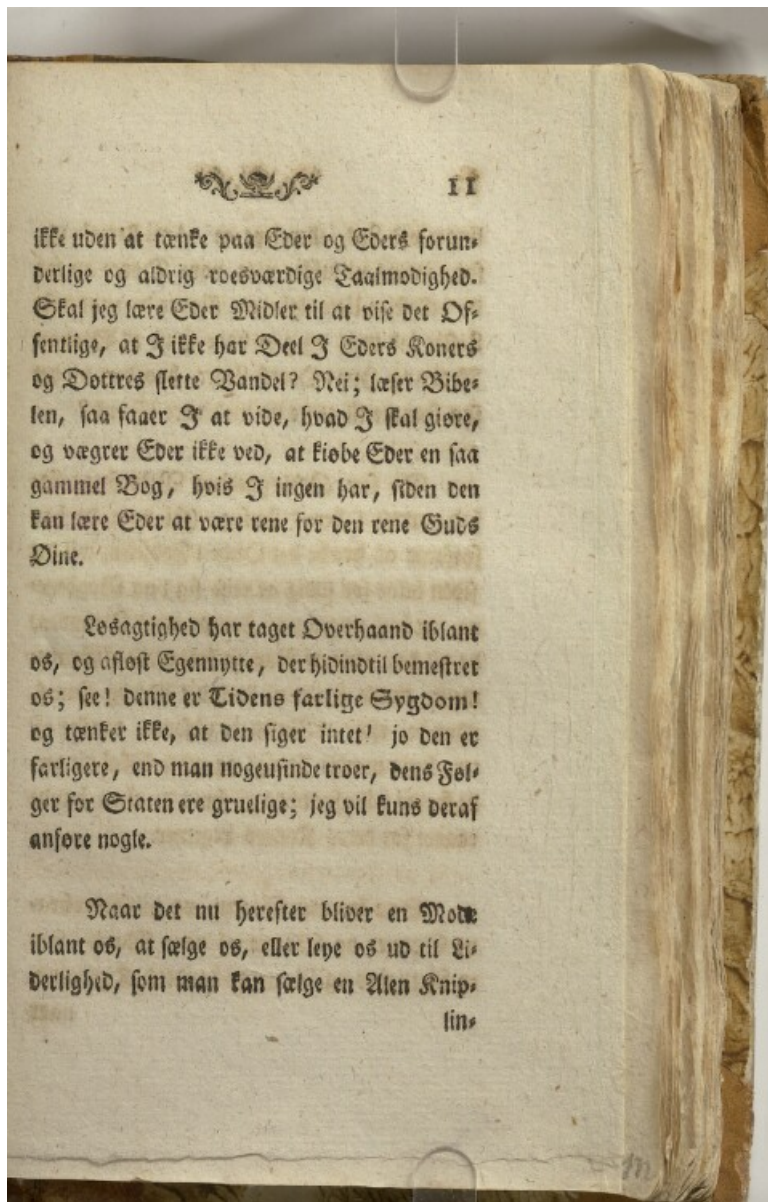 11
ikke uden at tænke paa Eder og Eders forun-
derlige og aldrig roesværdige Taalmodighed.
Skal jeg lære Eder Midler til at vise det Of-
fentlige, at I ikke har Deel I Eders Koners
og Døttres slette Vandel? Nei; læser Bibe-
len, saa faaer I at vide, hvad I skal giøre,
og vægrer Eder ikke ved, at kiøbe Eder en saa
gammel Bog, hvis I ingen har, siden den
kan lære Eder at være rene for den rene Guds
Øine.
Løsagtighed har taget Overhaand iblant
os, og afløst Egennytte, der hidindtil bemestret
os; see! denne er Tidens farlige Sygdom!
og tænker ikke, at den siger intet! jo den er
farligere, end man nogeusinde troer, dens Føl-
ger for Staten ere gruelige; jeg vil kuns deraf
anføre nogle.
Naar det nu herefter bliver en Mode
iblant os, at sælge os, eller leye os ud til Li-
derlighed, som man kan sælge en Alen Knip-
lin-